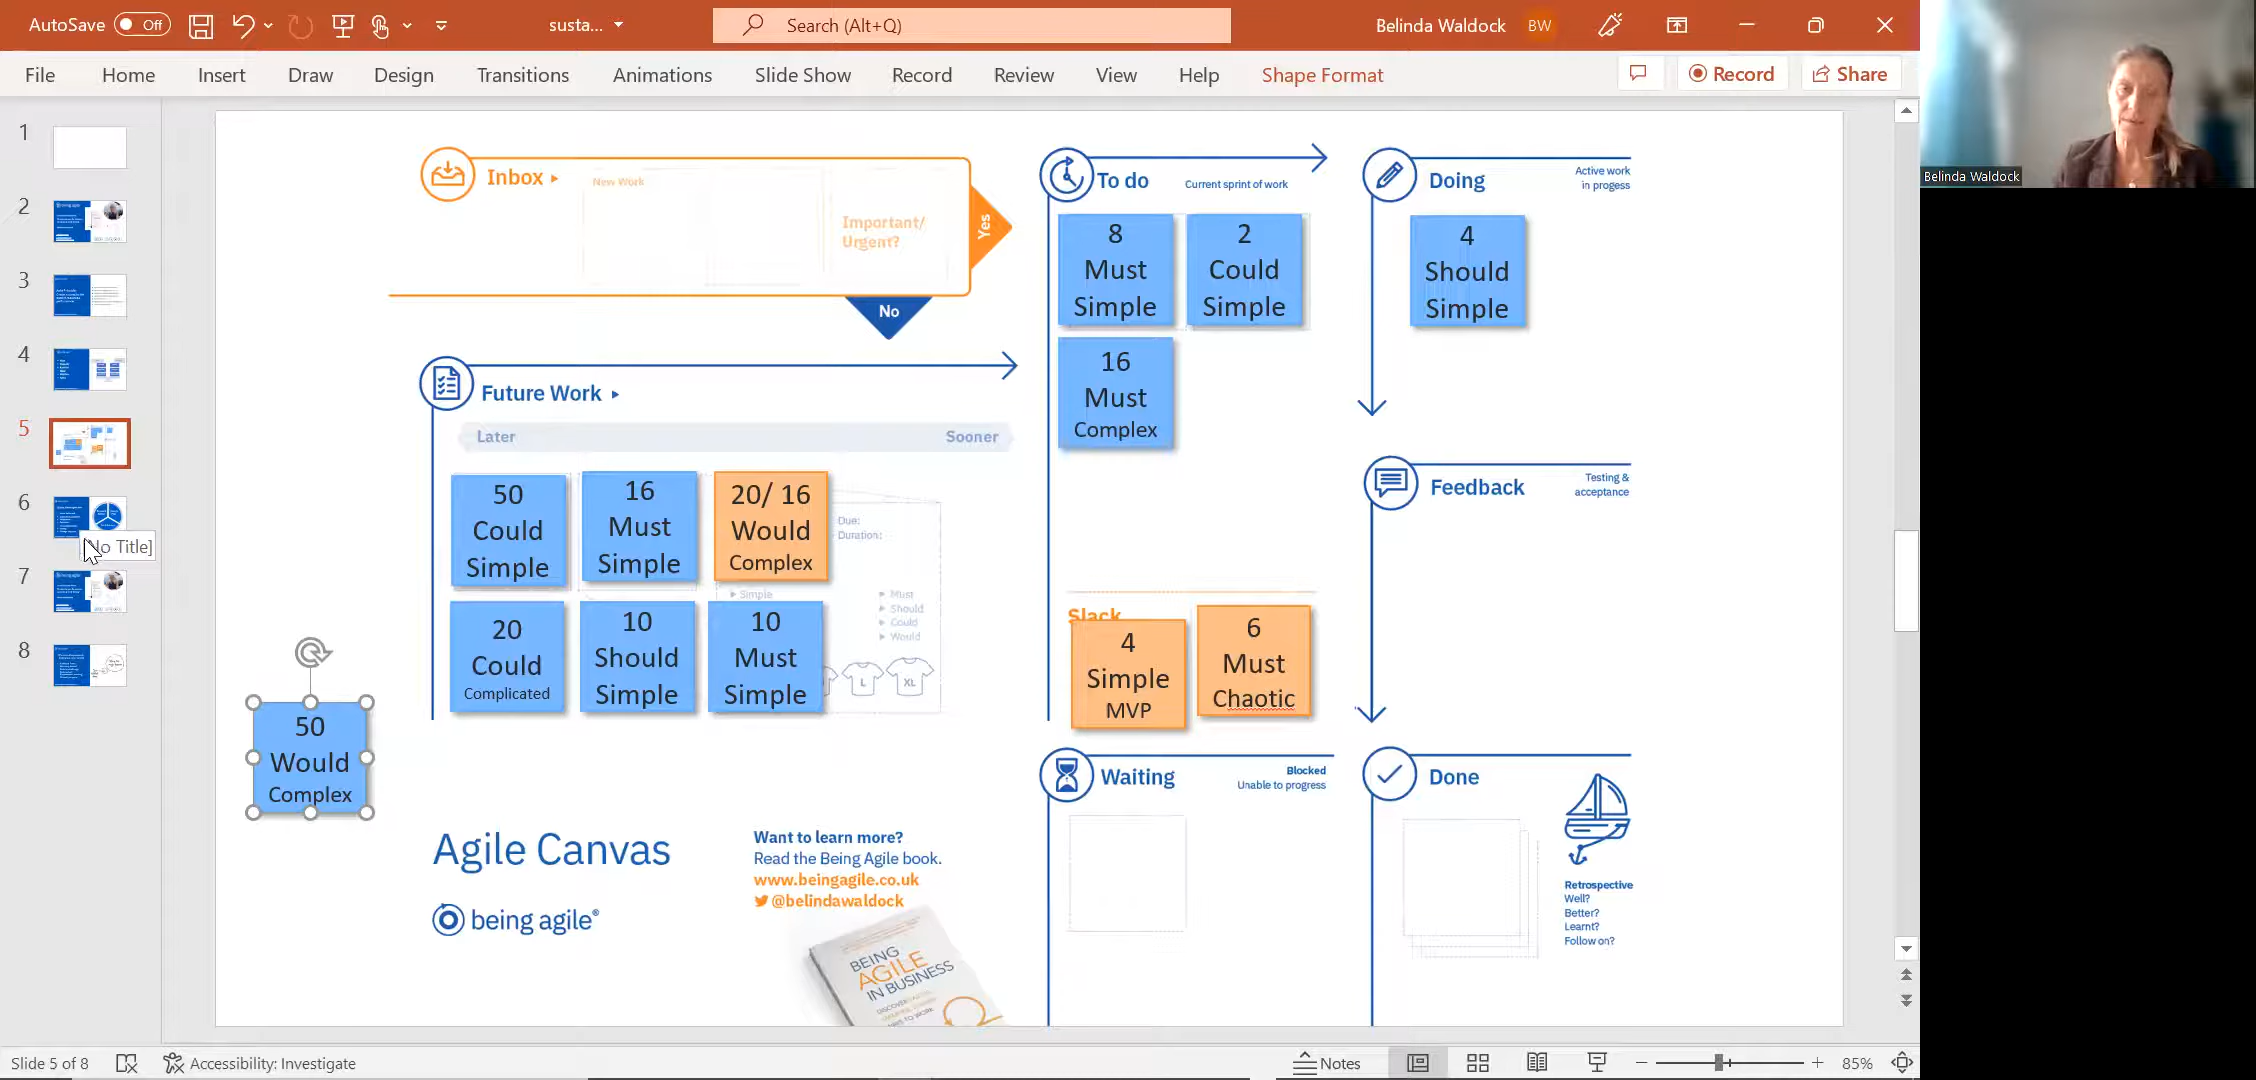 AutoSave
Off
susta...
Search (Alt+Q)
Belinda Waldock
BW
File
Home
Insert
Draw
Design
Transitions
Animations
Slide Show
Record
Review
View
Help
Shape Format
Record
Share
Belinda Waldock
1
2
3
4
5
6
No Title]
7
8
Inbox
New Work
Important/
Urgent?
Yes
No
Future Work
Later
Sooner
50
Could
Simple
16
Must
Simple
20/ 16
Would
Complex
Due:
Duration:
Simple
Must
Should
Could
Would
20
Could
Complicated
10
Should
Simple
10
Must
Simple
L
XL
50
Would
Complex
Agile Canvas
being agile®
Want to learn more?
Read the Being Agile book.
www.beingagile.co.uk
@belindawaldock
BEING
AGILE
IN BUSINESS
To do
Current sprint of work
8
Must
Simple
2
Could
Simple
16
Must
Complex
Slack
4
Simple
MVP
6
Must
Chaotic
Waiting
Blocked
Unable to progress
Doing
Active work
in progess
4
Should
Simple
Feedback
Testing &
acceptance
Done
Retrospective
Well?
Better?
Learnt?
Follow on?
Slide 5 of 8
Accessibility: Investigate
Notes
85%